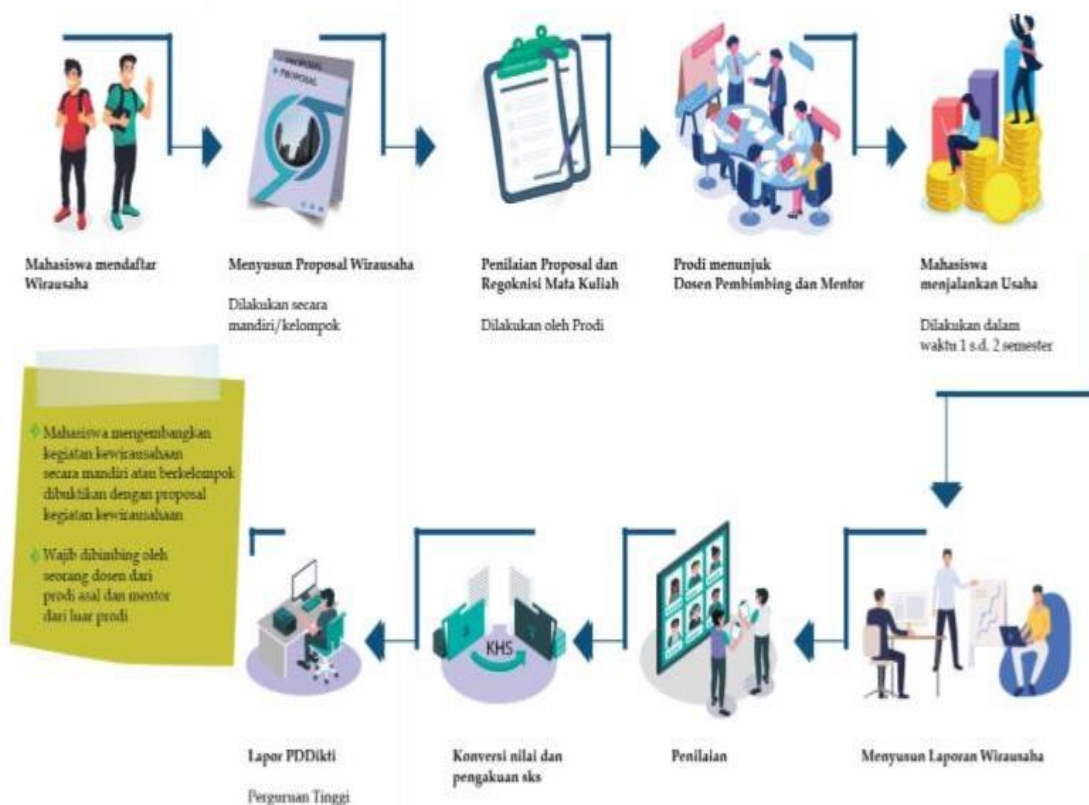 PROPOSAL
PROPOSAL
Mahasiswa mendaftar
Wirausaha
Menyusun Proposal Wirausaha
Dilakukan secara
mandiri/kelompok
Penilaian Proposal dan
Regoknisi Mata Kuliah
Dilakukan oleh Prodi
Prodi menunjuk
Dosen Pembimbing dan Mentor
Mahasiswa
menjalankan Usaha
Dilakukan dalam
waktu 1 s.d. 2 semester
Mahasiswa mengembangkan
kegiatan kewirausahaan
secara mandiri atau berkelompok
dibuktikan dengan proposal
kegiatan kewirausahaan
Wajib dibimbing oleh
seorang dosen dari
prodi asal dan mentor
dari luar prodi
KHS
Lapor PDDikti
Perguruan Tinggi
Konversi nilai dan
pengakuan sks
Penilaian
Menyusun Laporan Wirausaha